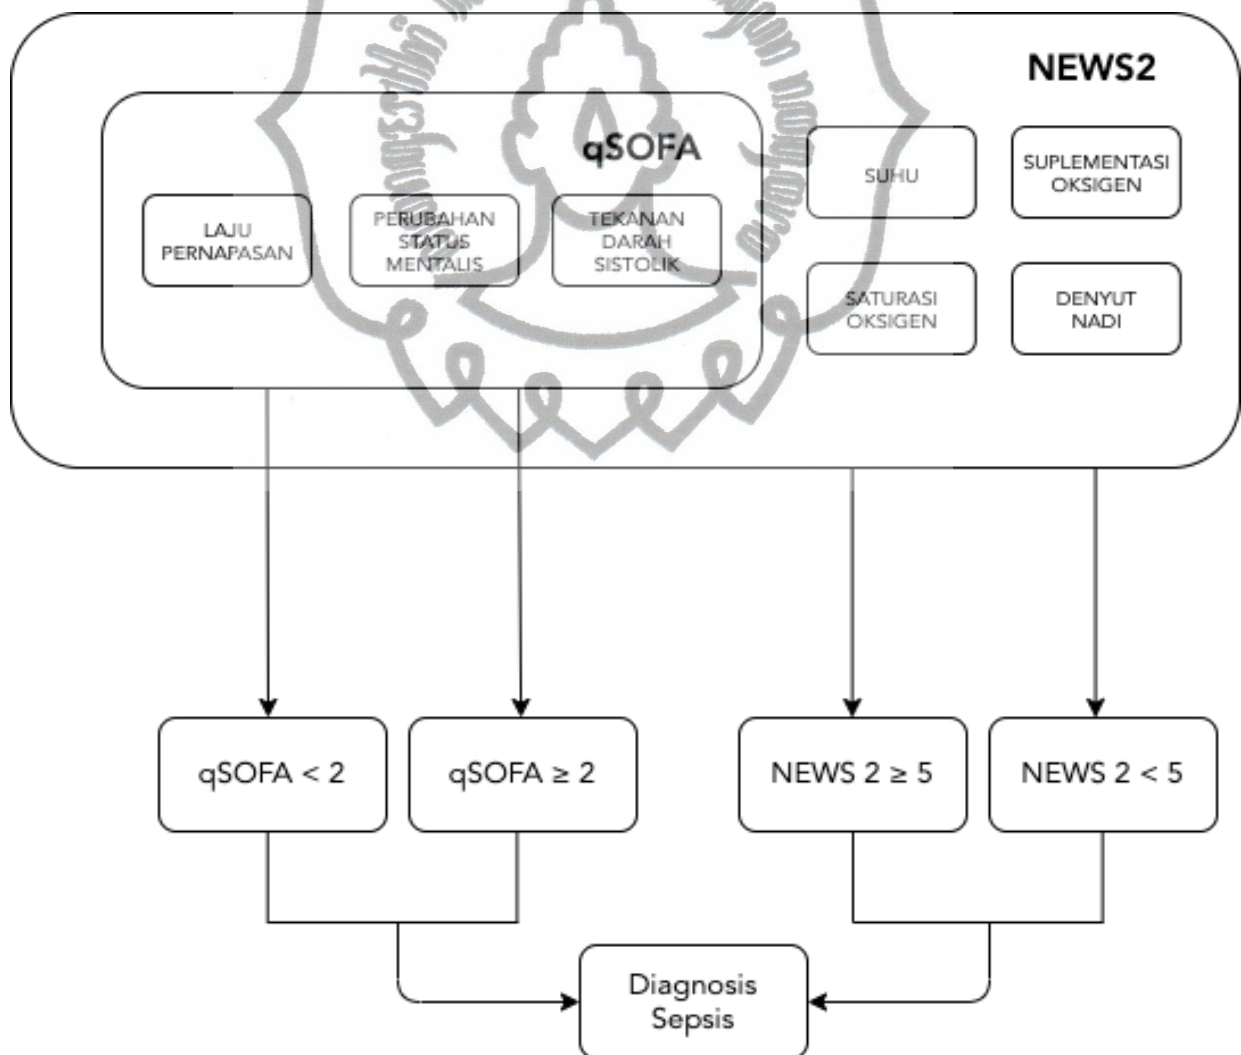 NEWS2
qSOFA
LAJU
PERNAPASAN
PERUBAHAN
STATUS
MENTALIS
TEKANAN
DARAH
SISTOLIK
SUHU
SUPLEMENTASI
OKSIGEN
SATURASI
OKSIGEN
DENYUT
NADI
qSOFA < 2
qSOFA ≥ 2
NEWS 2 ≥ 5
NEWS 2 < 5
Diagnosis
Sepsis